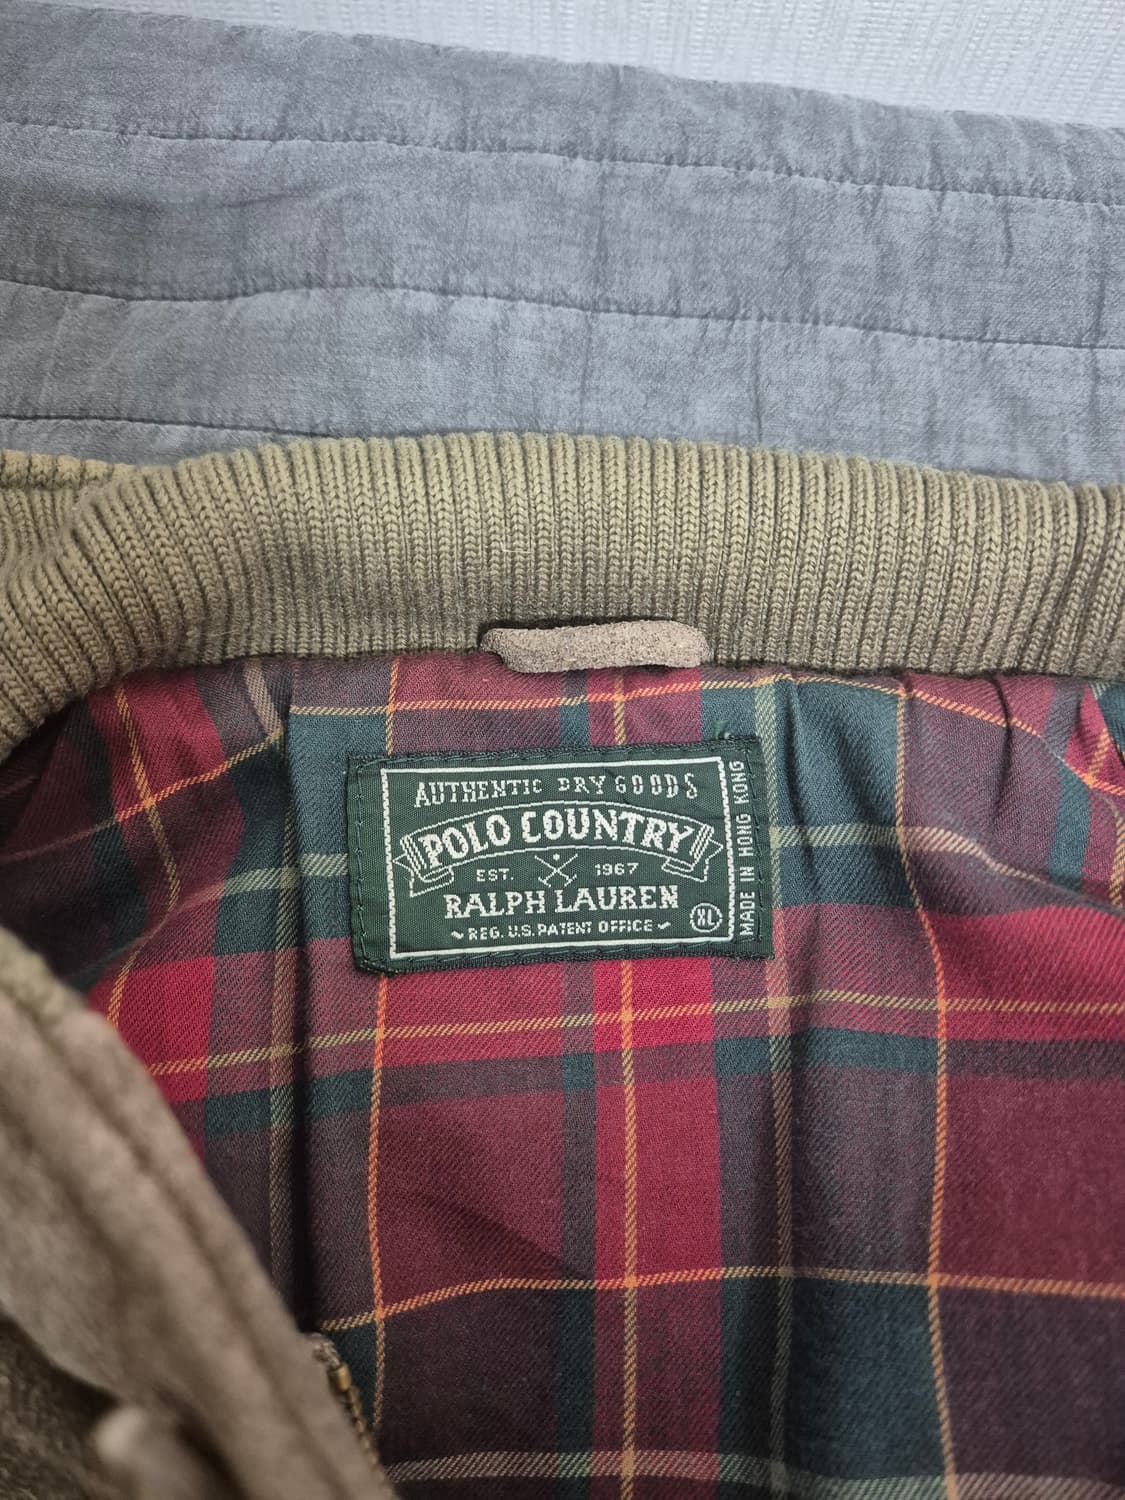 AUTHENTIC DRY GOODS
POLO COUNTRY
EST. 1967
RALPH LAUREN
~ REG. U.S. PATENT OFFICE ~
XL
MADE IN HONG KONG